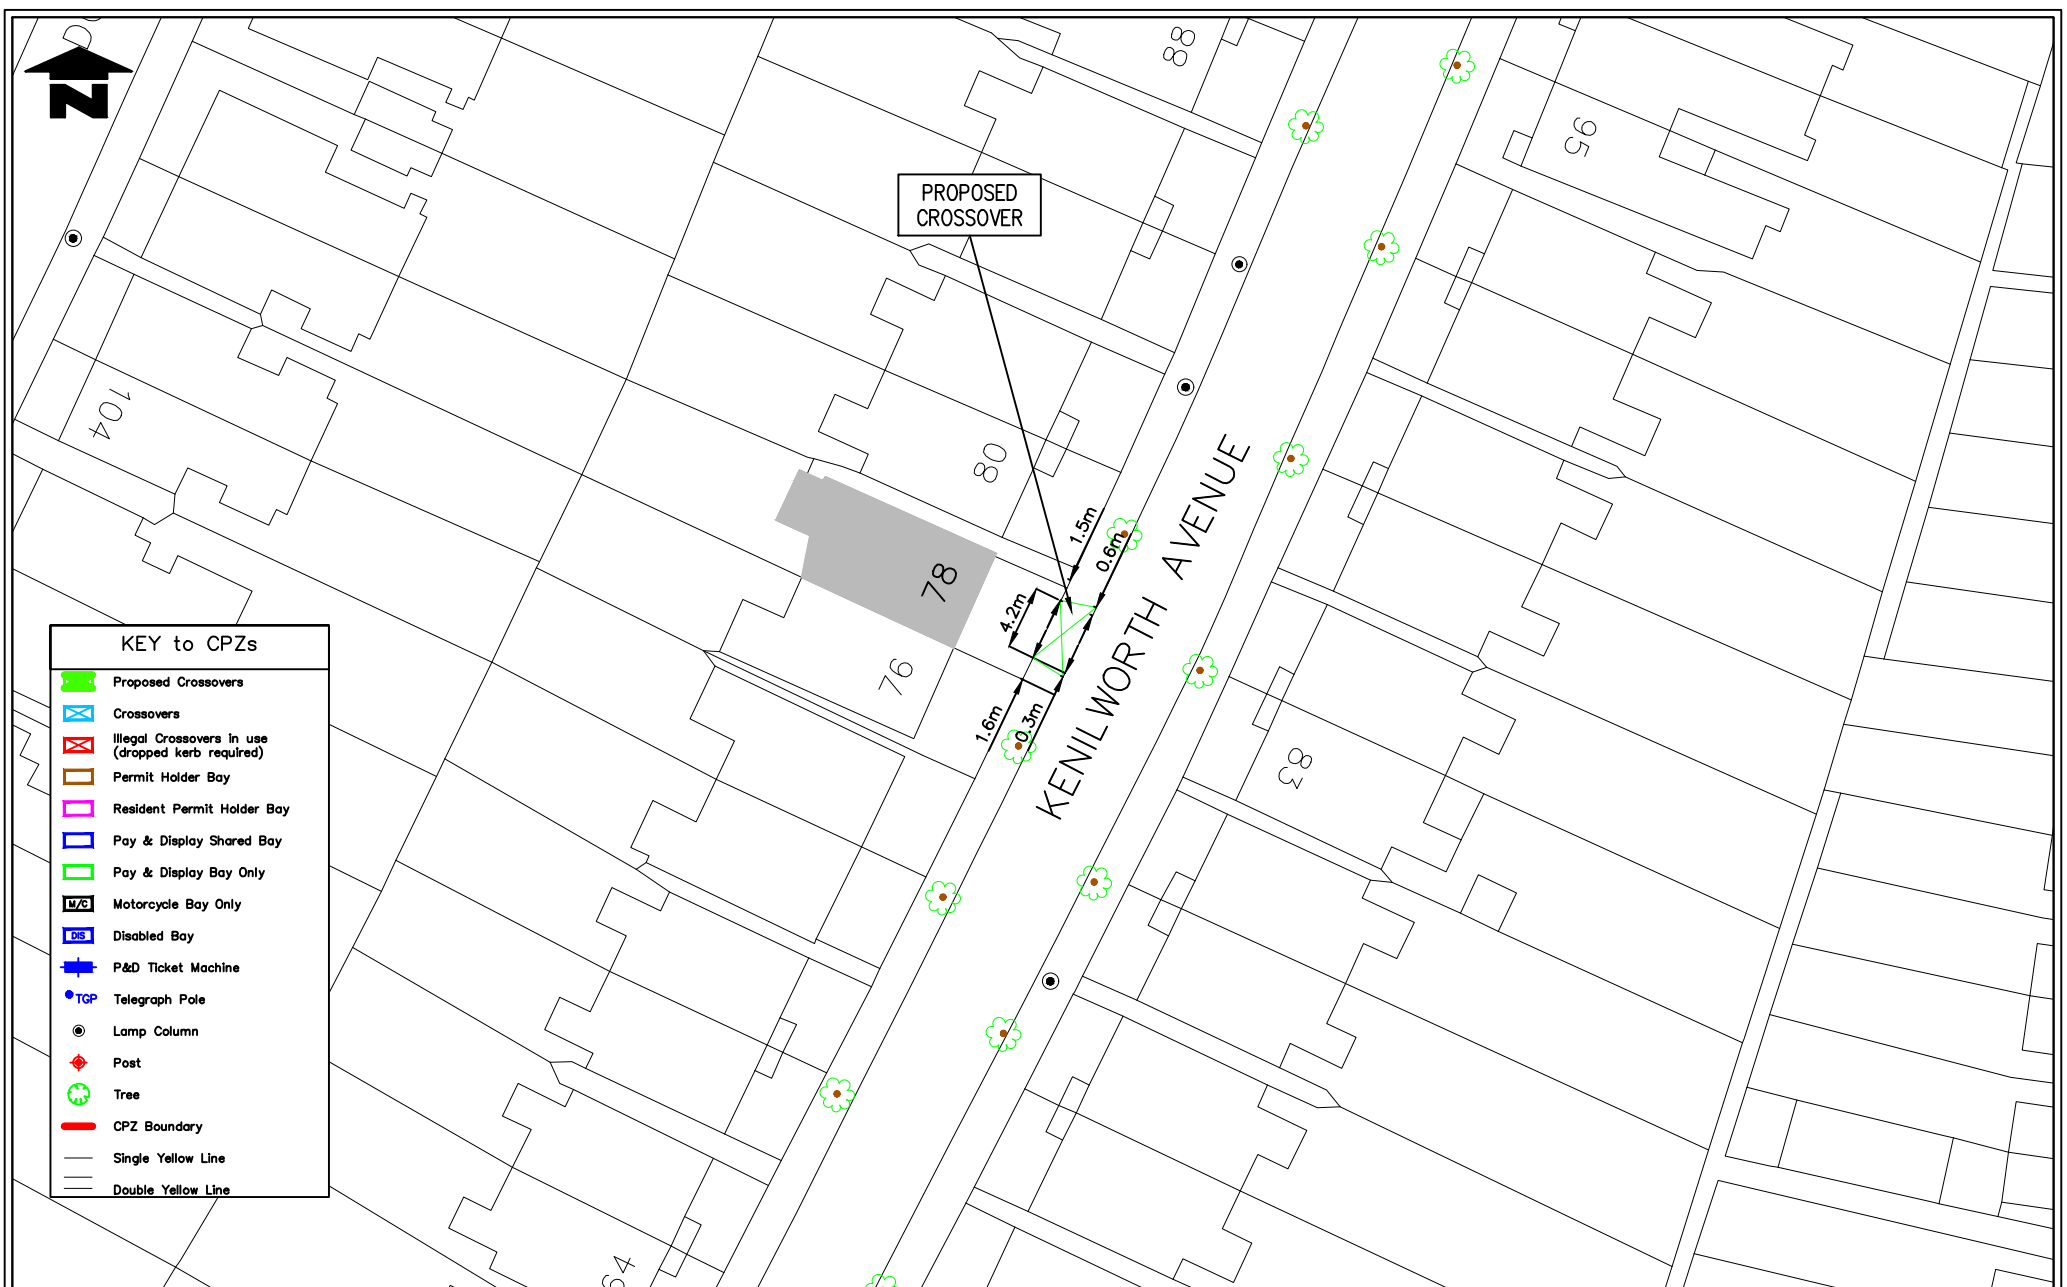 N
88
95
PROPOSED
CROSSOVER
104
80
1.5m
0.6m
78
4.2m
76
1.6m
0.3m
KENILWORTH AVENUE
83
64
KEY to CPZs
Proposed Crossovers
Crossovers
Illegal Crossovers in use
(dropped kerb required)
Permit Holder Bay
Resident Permit Holder Bay
Pay & Display Shared Bay
Pay & Display Bay Only
M/C Motorcycle Bay Only
DIS Disabled Bay
P&D Ticket Machine
TGP Telegraph Pole
Lamp Column
Post
Tree
CPZ Boundary
Single Yellow Line
Double Yellow Line